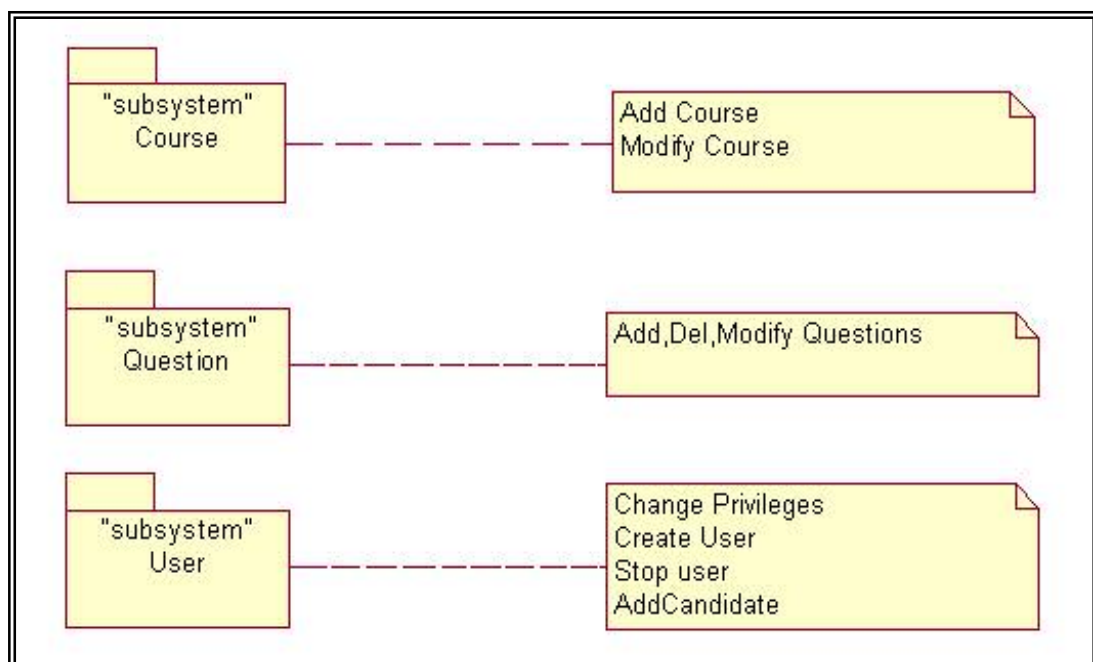 "subsystem"
Course
Add Course
Modify Course
"subsystem"
Question
Add,Del,Modify Questions
"subsystem"
User
Change Privileges
Create User
Stop user
AddCandidate